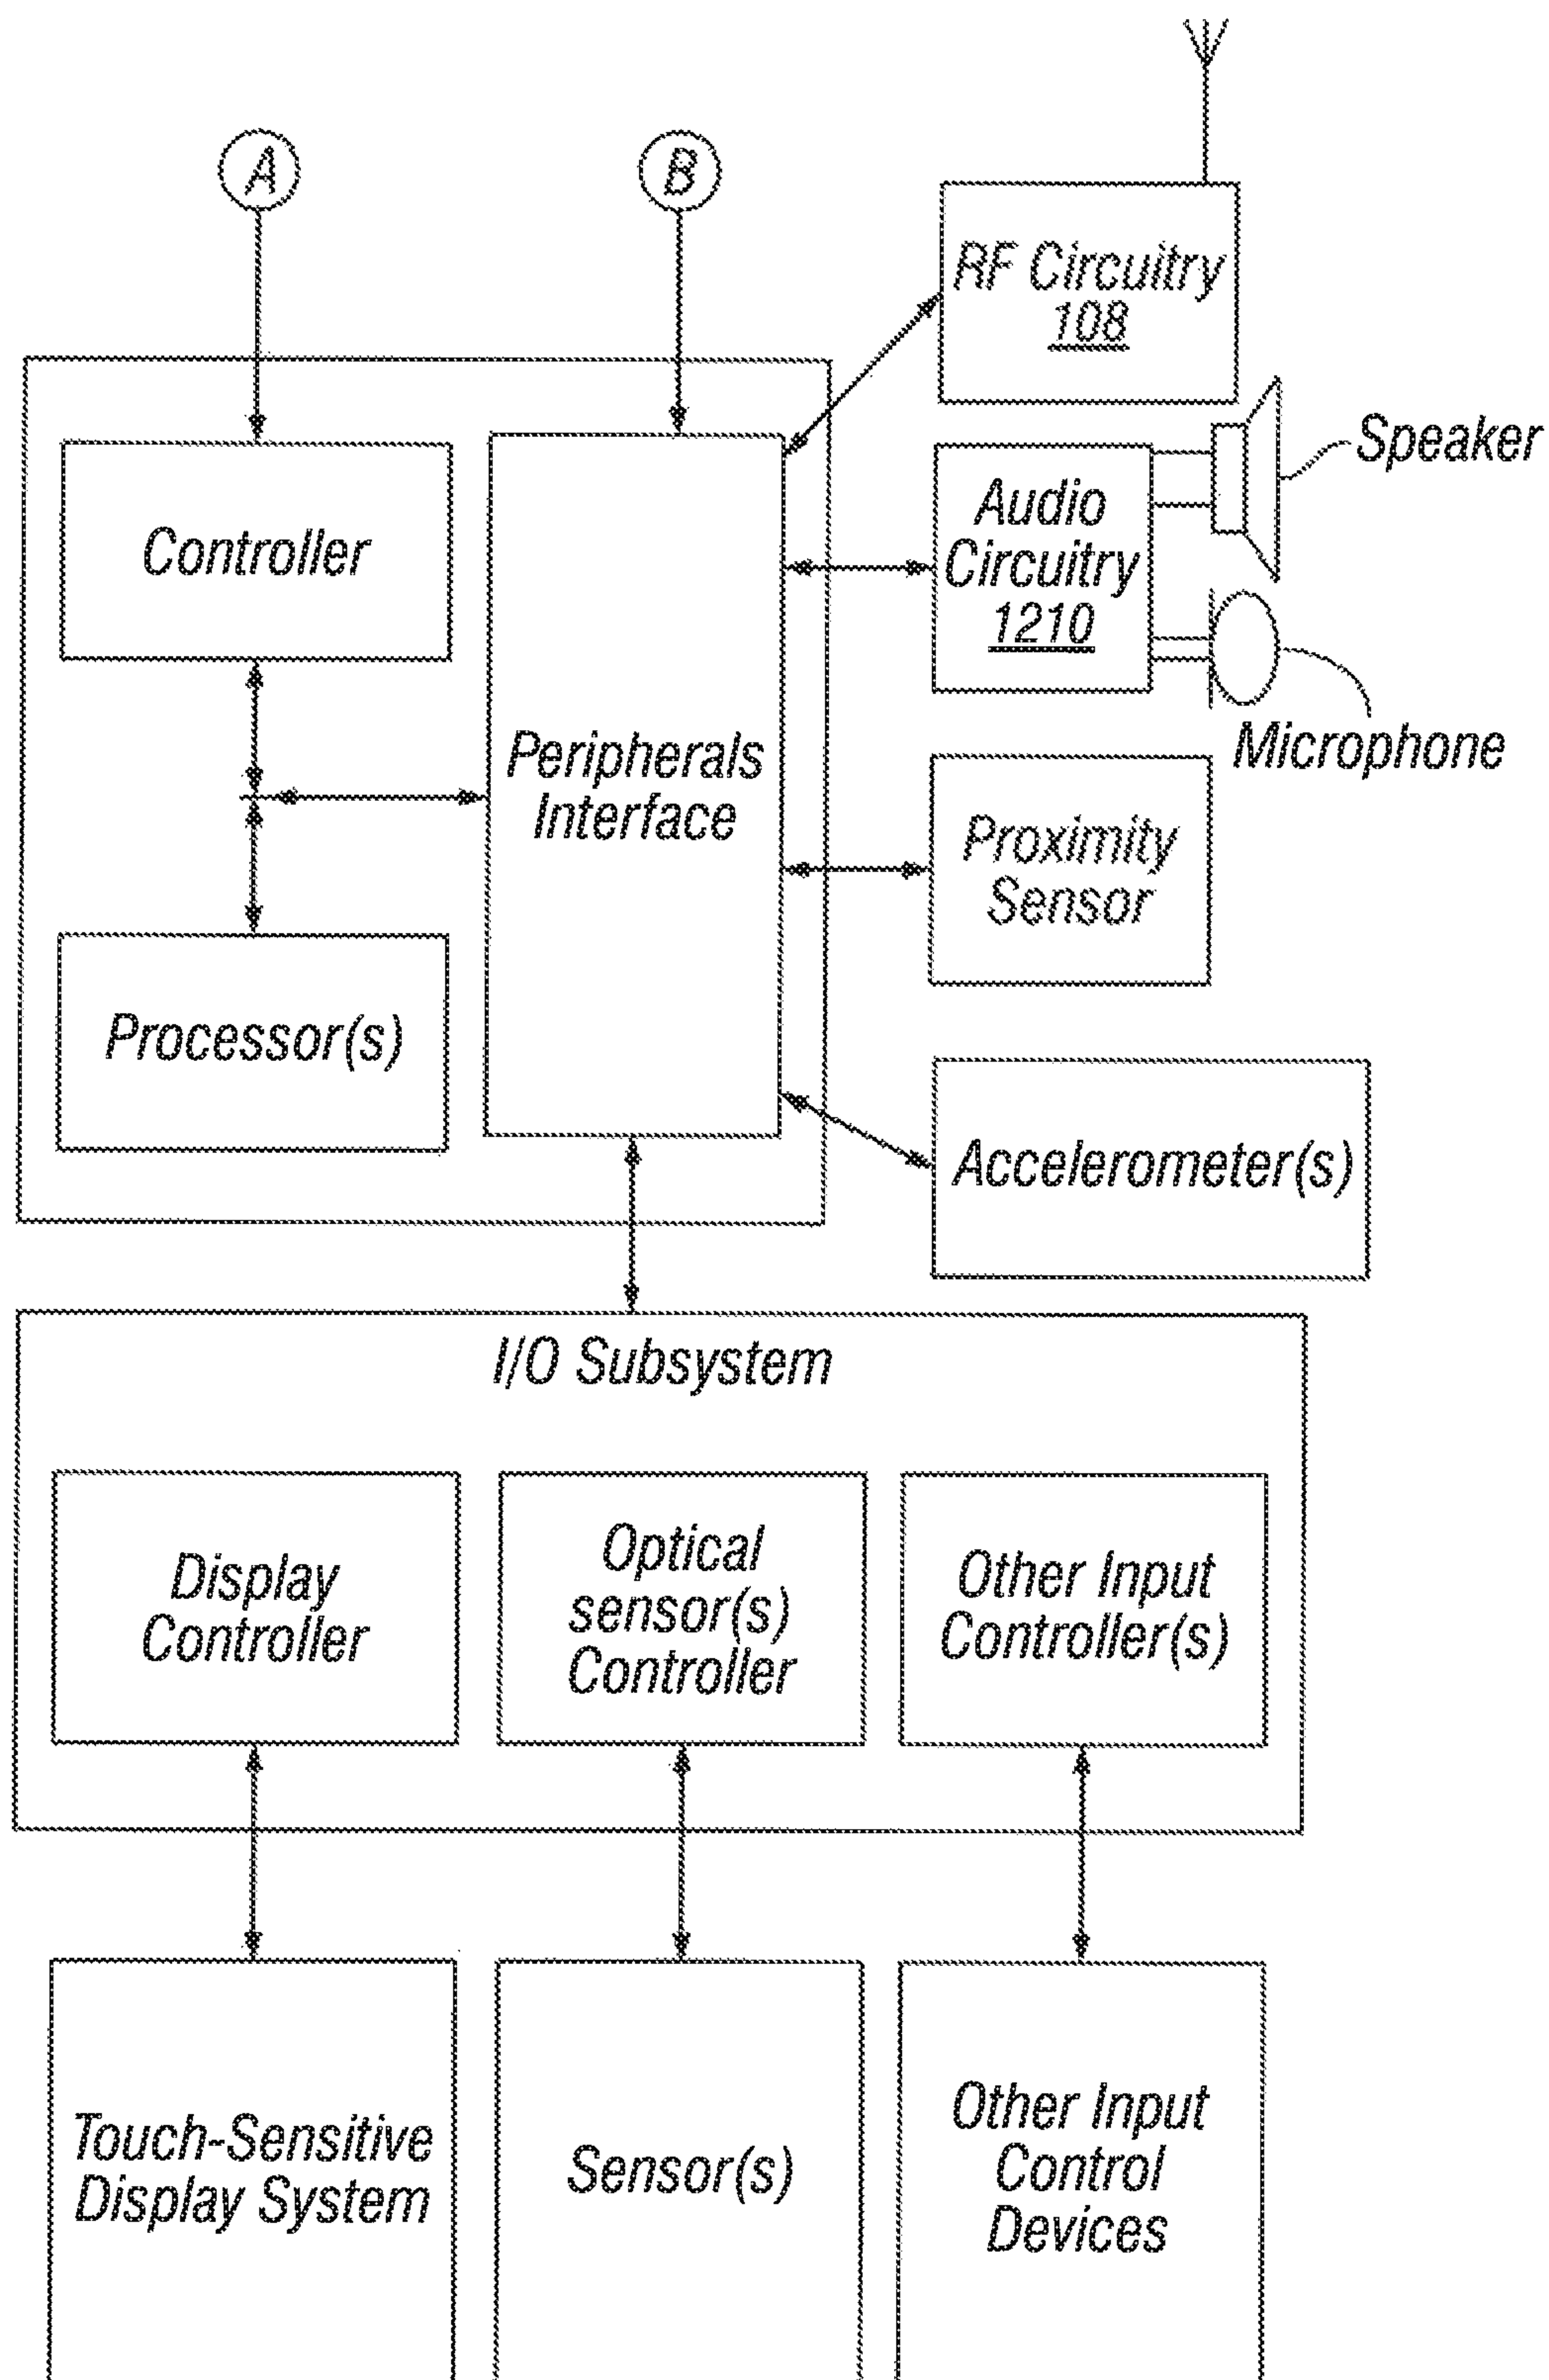 A
B
RF Circuitry
108
Speaker
Audio
Circuitry
1210
Microphone
Controller
Peripherals
Interface
Proximity
Sensor
Processor(s)
Accelerometer(s)
I/O Subsystem
Display
Controller
Optical
sensor(s)
Controller
Other Input
Controller(s)
Touch-Sensitive
Display System
Sensor(s)
Other Input
Control
Devices